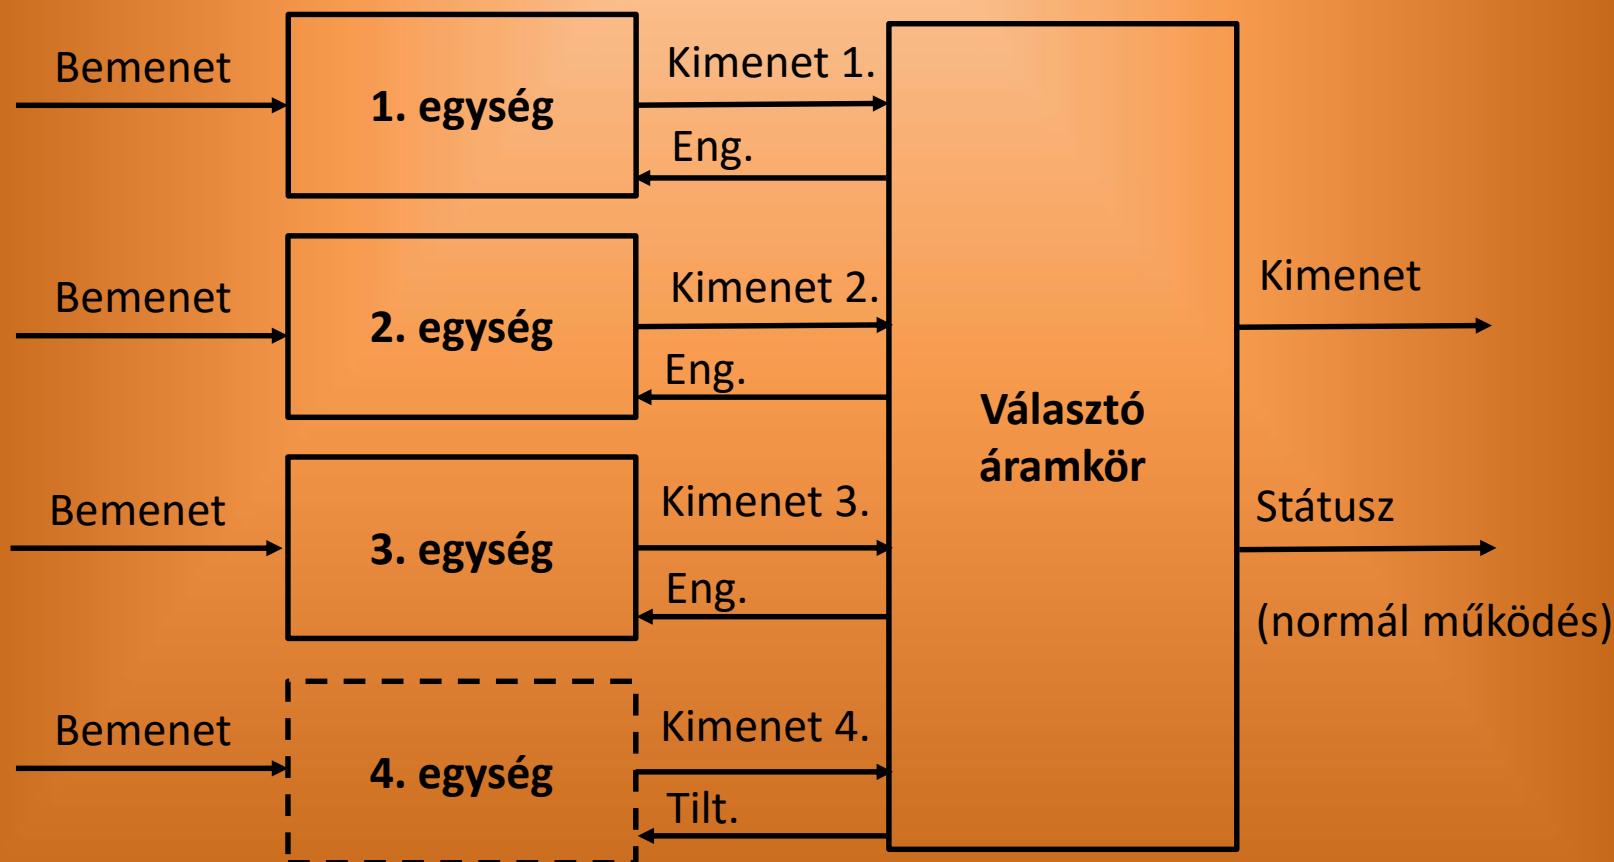 Bemenet
1. egység
Kimenet 1.
Eng.
Bemenet
2. egység
Kimenet 2.
Eng.
Bemenet
3. egység
Kimenet 3.
Eng.
Bemenet
4. egység
Kimenet 4.
Tilt.
Választó
áramkör
Kimenet
Státusz
(normál működés)